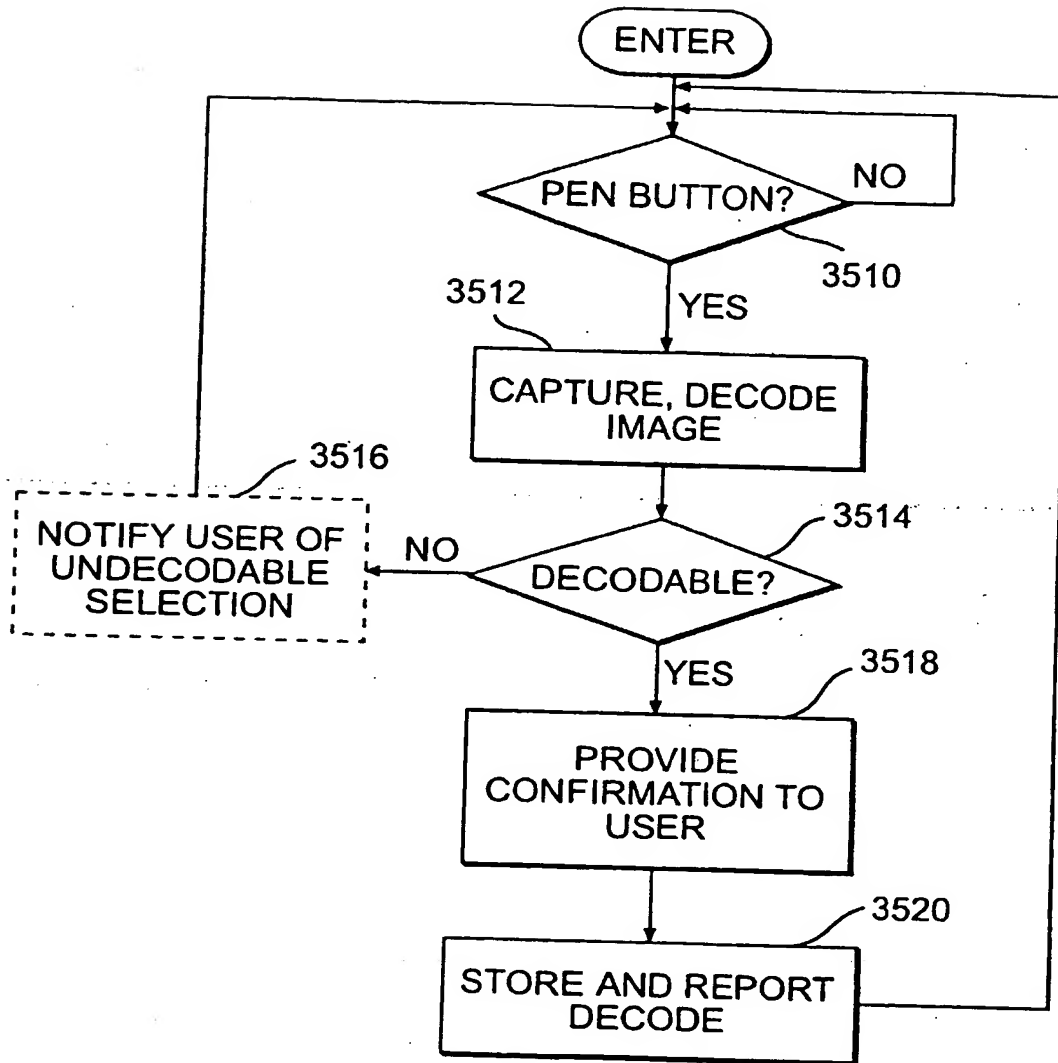 ENTER
PEN BUTTON?
NO
3510
YES
3512
CAPTURE, DECODE
IMAGE
3514
DECODABLE?
NO
3516
NOTIFY USER OF
UNDECODABLE
SELECTION
YES
3518
PROVIDE
CONFIRMATION TO
USER
3520
STORE AND REPORT
DECODE